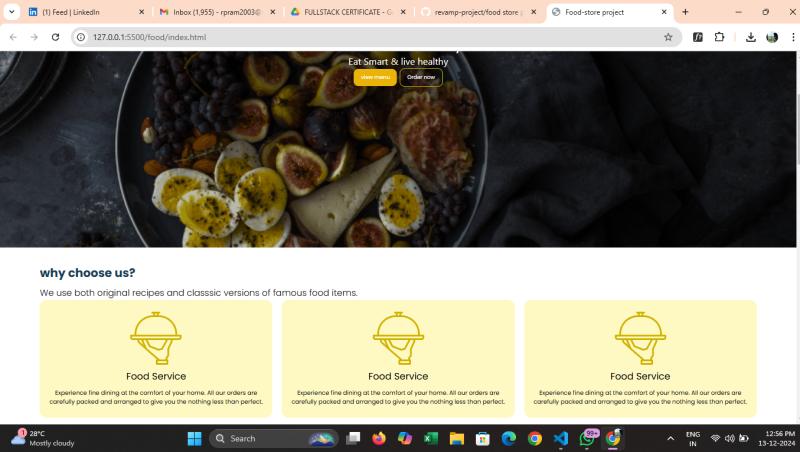 (1) Feed | LinkedIn
Inbox (1,955) - rpram2003@
FULLSTACK CERTIFICATE - G
revamp-project/food store
Food-store project
127.0.0.1:5500/food/index.html
Eat Smart & live healthy
view menu
Order now
why choose us?
We use both original recipes and classsic versions of famous food items.
Food Service
Experience fine dining at the comfort of your home. All our orders are
carefully packed and arranged to give you the nothing less than perfect.
Food Service
Experience fine dining at the comfort of your home. All our orders are
carefully packed and arranged to give you the nothing less than perfect.
Food Service
Experience fine dining at the comfort of your home. All our orders are
carefully packed and arranged to give you the nothing less than perfect.
1
28°C
Mostly cloudy
Search
99+
ENG
IN
12:56 PM
13-12-2024